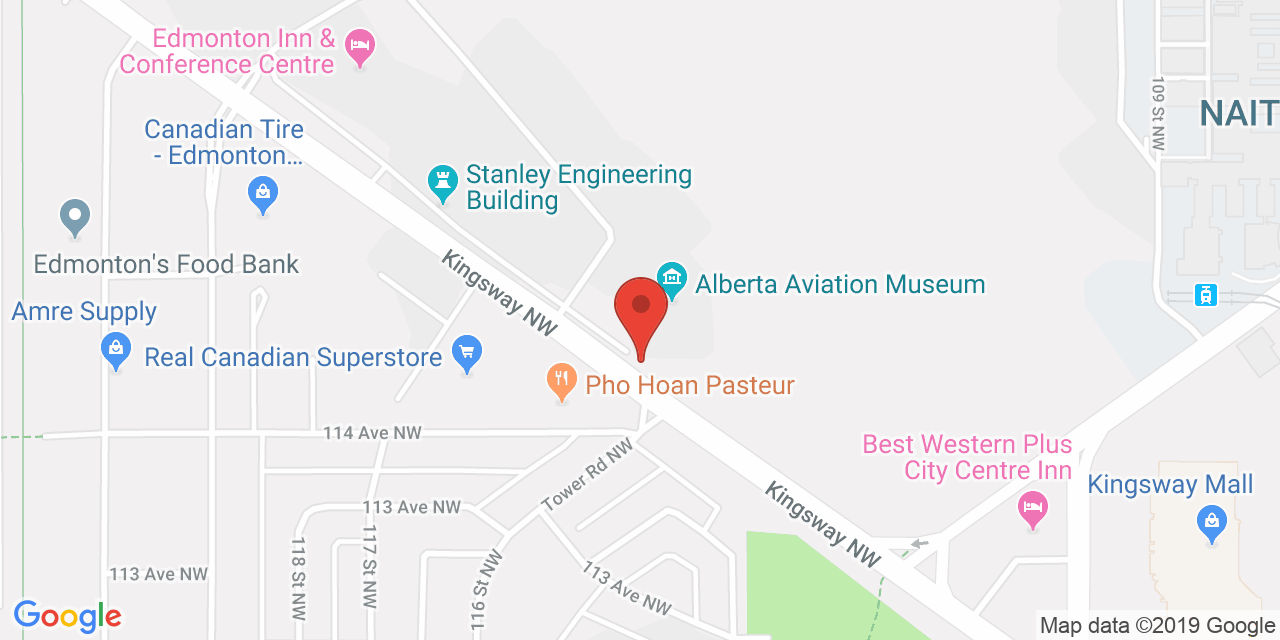 Edmonton Inn &
Conference Centre
109 St NW
NAIT
Canadian Tire
- Edmonton...
Stanley Engineering
Building
Edmonton's Food Bank
Kingsway NW
Alberta Aviation Museum
Amre Supply
Real Canadian Superstore
Pho Hoan Pasteur
114 Ave NW
Tower Rd NW
Best Western Plus
City Centre Inn
Kingsway Mall
Kingsway NW
113 Ave NW
118 St NW
117 St NW
116 St NW
113 Ave NW
113 Ave NW
Google
Map data ©2019 Google